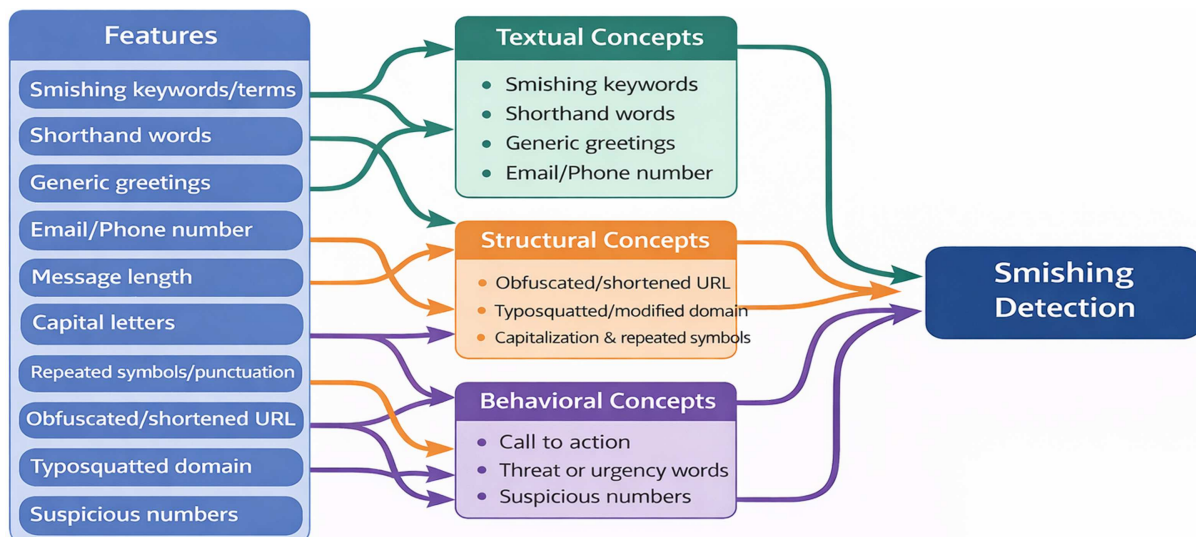 Features
Smishing keywords/terms
Shorthand words
Generic greetings
Email/Phone number
Message length
Capital letters
Repeated symbols/punctuation
Obfuscated/shortened URL
Typosquatted domain
Suspicious numbers
Textual Concepts
• Smishing keywords
• Shorthand words
• Generic greetings
• Email/Phone number
Structural Concepts
• Obfuscated/shortened URL
• Typosquatted/modified domain
• Capitalization & repeated symbols
Behavioral Concepts
• Call to action
• Threat or urgency words
• Suspicious numbers
Smishing
Detection